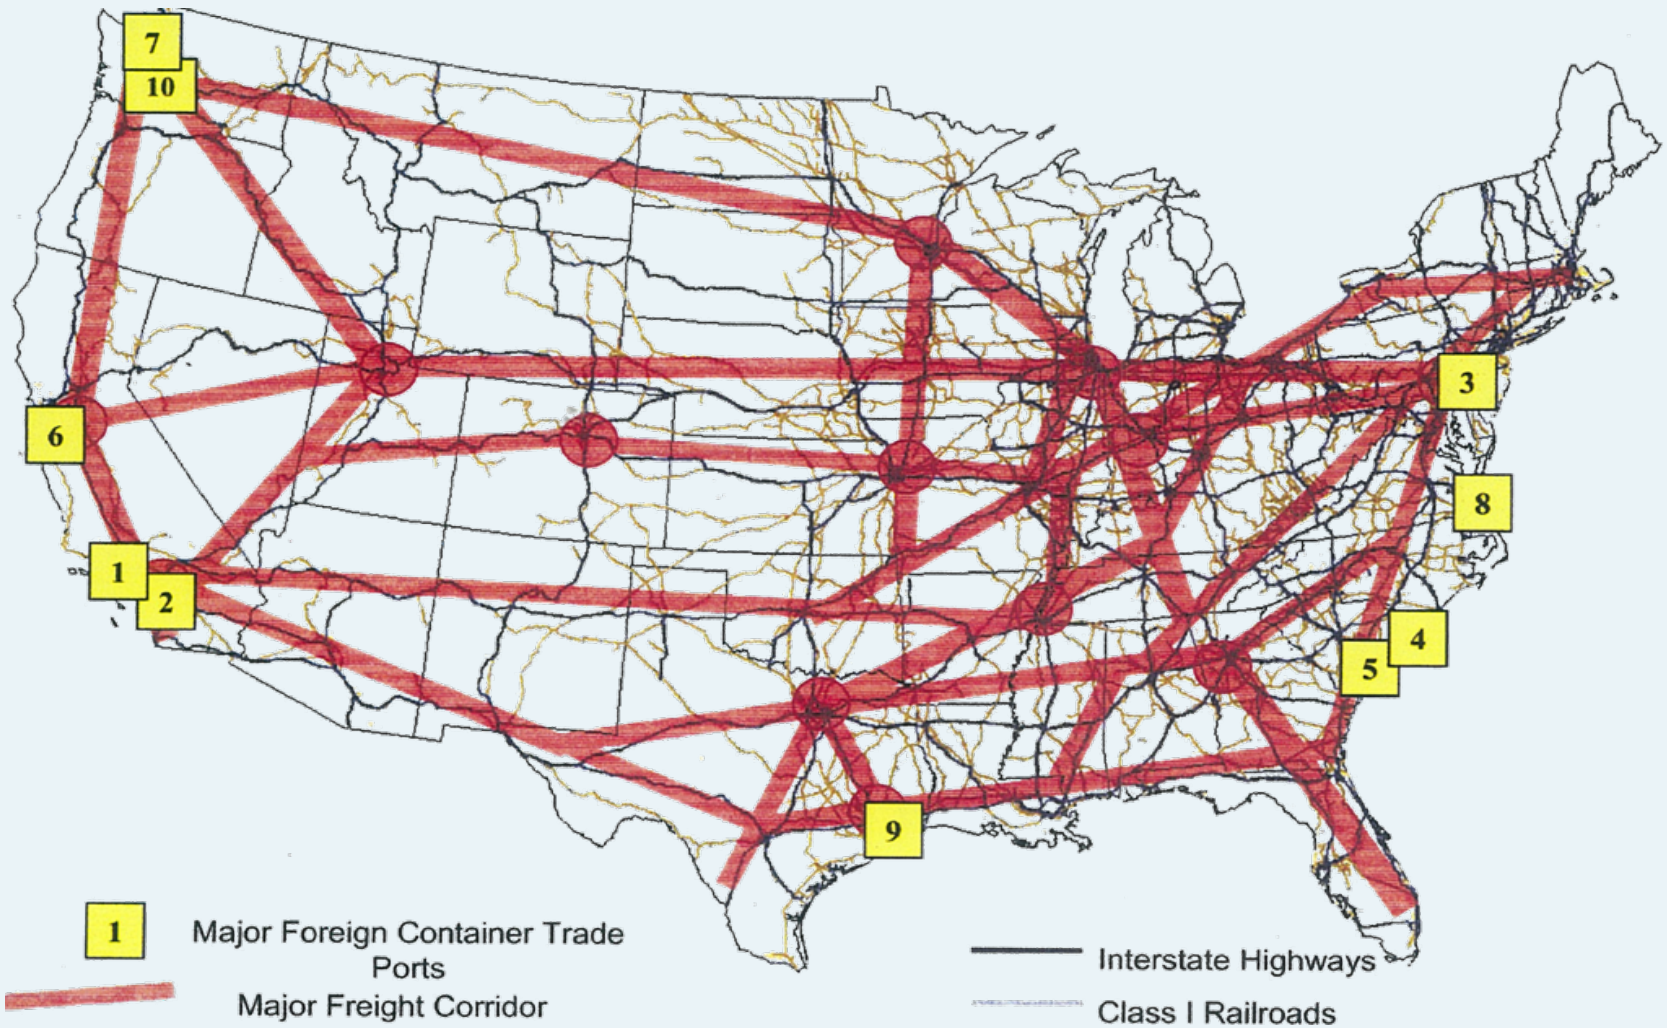 7
10
3
6
8
1
2
4
5
9
1
Major Foreign Container Trade
Ports
Major Freight Corridor
Interstate Highways
Class I Railroads